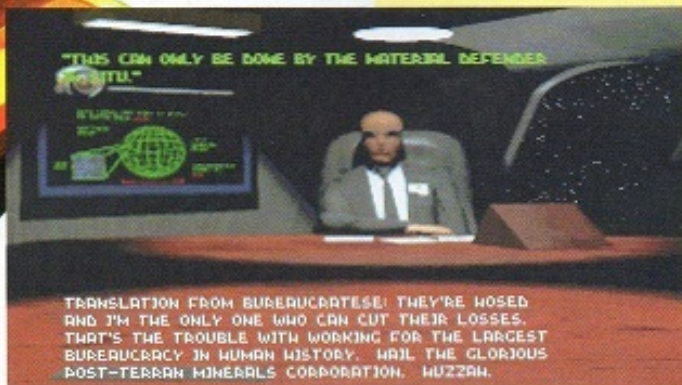 "THIS CAN ONLY BE DONE BY THE MATERIAL DEFENDER
IN SITU."
TRANSLATION FROM BUREAUCRATESE: THEY'RE HOSED
AND I'M THE ONLY ONE WHO CAN CUT THEIR LOSSES.
THAT'S THE TROUBLE WITH WORKING FOR THE LARGEST
BUREAUCRACY IN HUMAN HISTORY. HAIL THE GLORIOUS
POST-TERRAN MINERALS CORPORATION. HUZZAH.